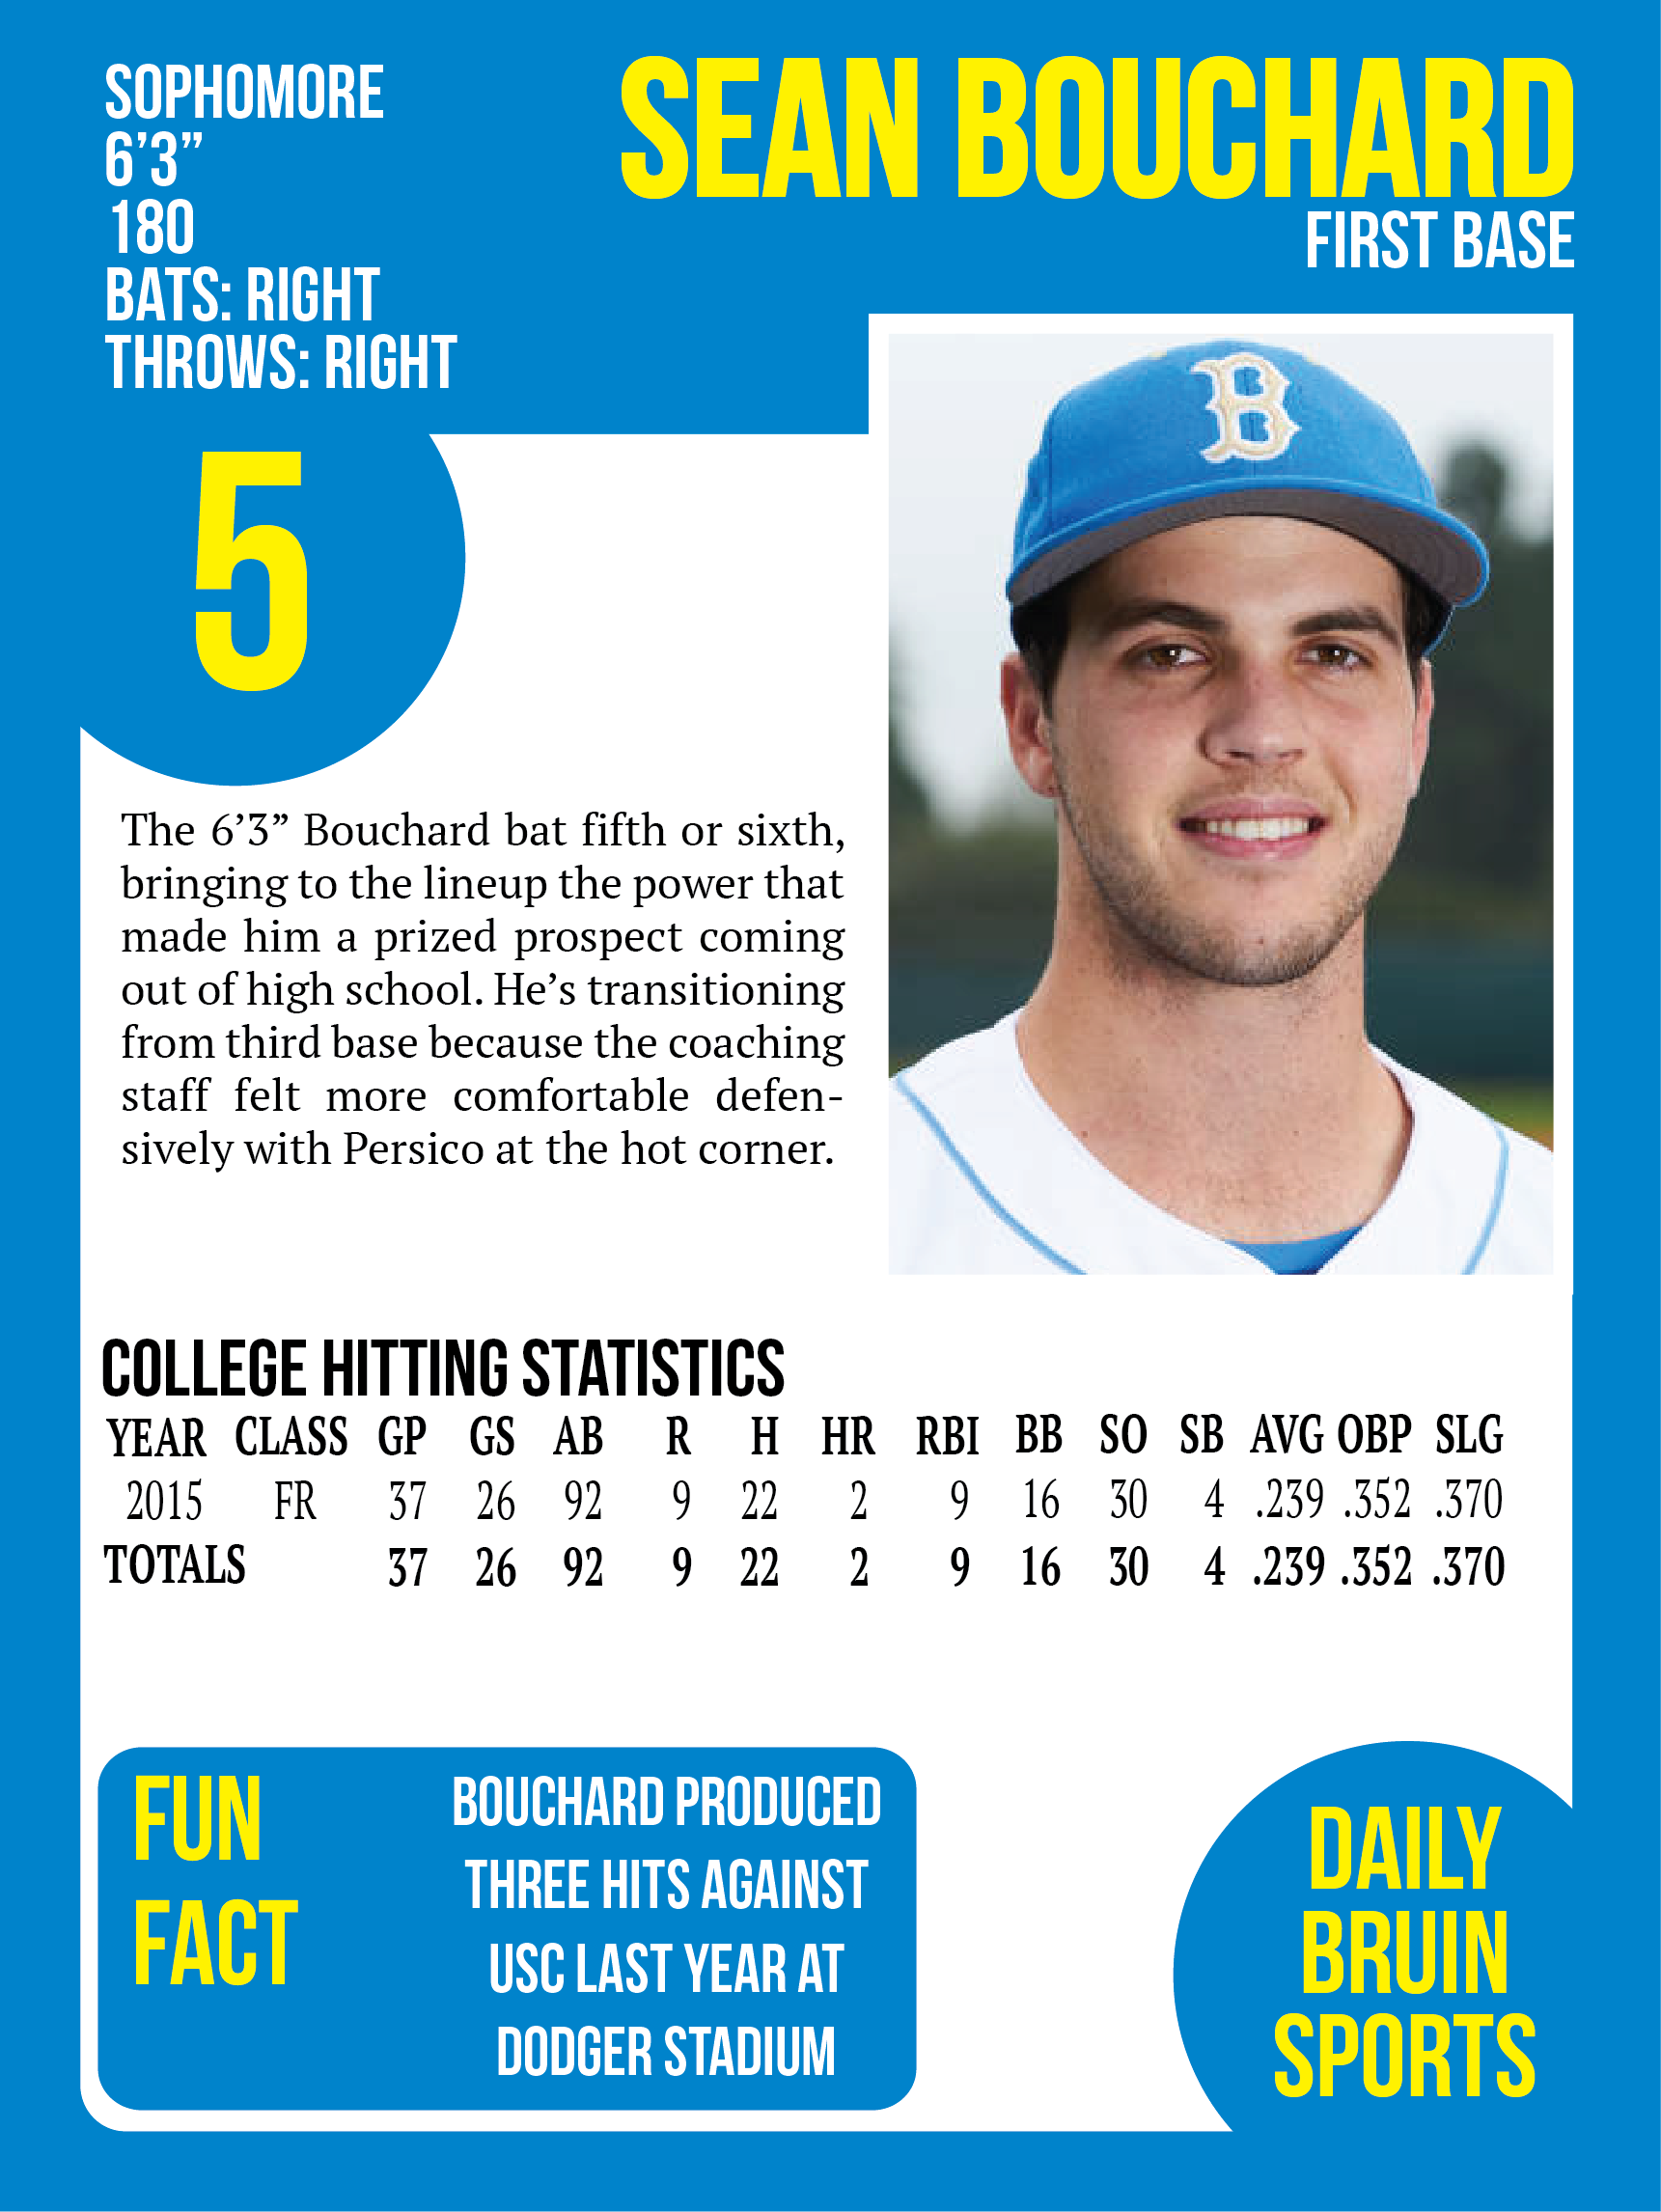 SOPHOMORE
6’3”
180
BATS: RIGHT
THROWS: RIGHT
SEAN BOUCHARD
FIRST BASE
5
B
The 6’3” Bouchard bat fifth or sixth,
bringing to the lineup the power that
made him a prized prospect coming
out of high school. He’s transitioning
from third base because the coaching
staff felt more comfortable defen-
sively with Persico at the hot corner.
COLLEGE HITTING STATISTICS
YEAR CLASS GP GS AB R H HR RBI BB SO SB AVG OBP SLG
2015 FR 37 26 92 9 22 2 9 16 30 4 .239 .352 .370
TOTALS 37 26 92 9 22 2 9 16 30 4 .239 .352 .370
FUN
FACT
BOUCHARD PRODUCED
THREE HITS AGAINST
USC LAST YEAR AT
DODGER STADIUM
DAILY
BRUIN
SPORTS